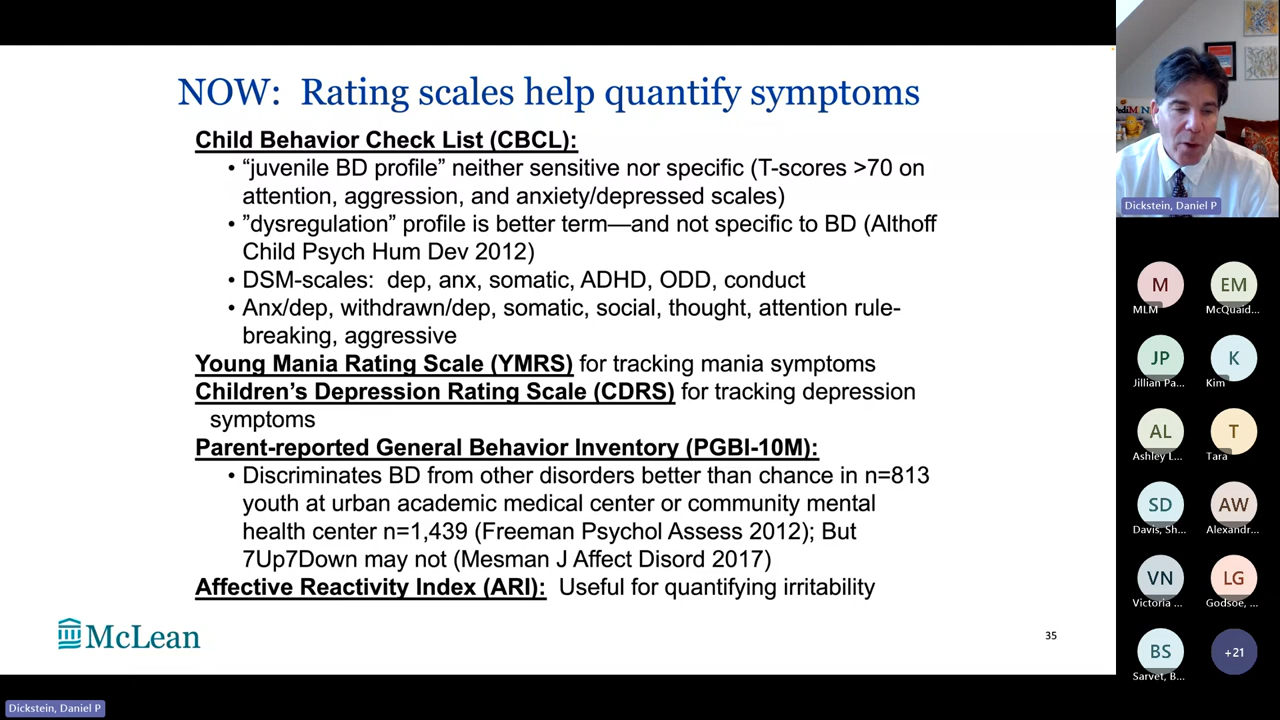 NOW: Rating scales help quantify symptoms
Child Behavior Check List (CBCL):
• “juvenile BD profile” neither sensitive nor specific (T-scores >70 on
attention, aggression, and anxiety/depressed scales)
• ”dysregulation” profile is better term—and not specific to BD (Althoff
Child Psych Hum Dev 2012)
• DSM-scales: dep, anx, somatic, ADHD, ODD, conduct
• Anx/dep, withdrawn/dep, somatic, social, thought, attention rule-
breaking, aggressive
Young Mania Rating Scale (YMRS) for tracking mania symptoms
Children’s Depression Rating Scale (CDRS) for tracking depression
symptoms
Parent-reported General Behavior Inventory (PGBI-10M):
• Discriminates BD from other disorders better than chance in n=813
youth at urban academic medical center or community mental
health center n=1,439 (Freeman Psychol Assess 2012); But
7Up7Down may not (Mesman J Affect Disord 2017)
Affective Reactivity Index (ARI): Useful for quantifying irritability
McLean
35
Dickstein, Daniel P
M
EM
MLM
McQuaid...
JP
K
Jillian Pa...
Kim
AL
T
Ashley L...
Tara
SD
AW
Davis, Sh...
Alexandr...
VN
LG
Victoria ...
Godsoe, ...
BS
+21
Sarvet, B...
Dickstein, Daniel P